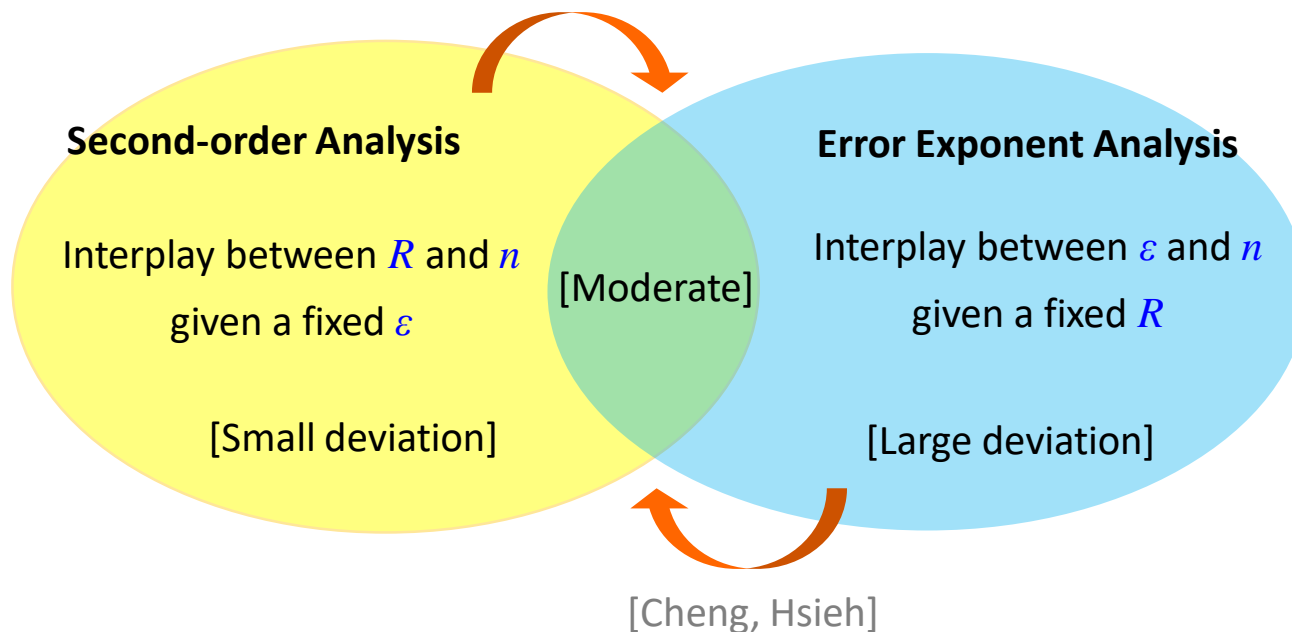 Second-order Analysis
Interplay between R and n
given a fixed ε
[Small deviation]
[Moderate]
Error Exponent Analysis
Interplay between ε and n
given a fixed R
[Large deviation]
[Cheng, Hsieh]